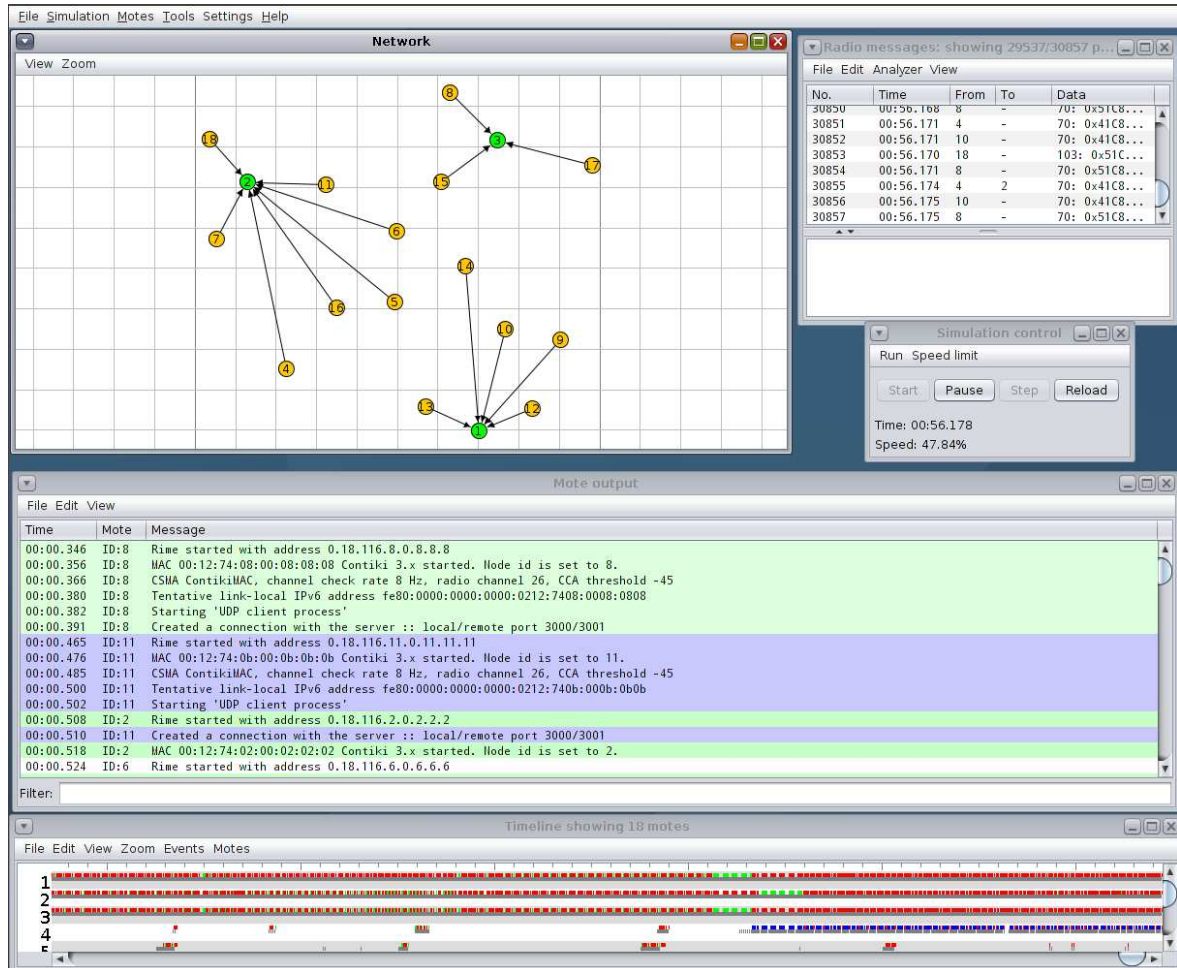 File Simulation Motes Tools Settings Help
Network
View Zoom
8
18
3
17
2
11
15
7
6
14
16
5
10
9
4
13
12
1
Radio messages: showing 29537/30857 p...
File Edit Analyzer View
No. Time From To Data
30850 00:56.168 8 - 70: 0x51C8...
30851 00:56.171 4 - 70: 0x41C8...
30852 00:56.171 10 - 70: 0x41C8...
30853 00:56.170 18 - 103: 0x51C...
30854 00:56.171 8 - 70: 0x51C8...
30855 00:56.174 4 2 70: 0x41C8...
30856 00:56.175 10 - 70: 0x41C8...
30857 00:56.175 8 - 70: 0x51C8...
Simulation control
Run Speed limit
Start Pause Step Reload
Time: 00:56.178
Speed: 47.84%
Mote output
File Edit View
Time Mote Message
00:00.346 ID:8 Rime started with address 0.18.116.8.0.8.8.8
00:00.356 ID:8 MAC 00:12:74:08:00:08:08:08 Contiki 3.x started. Node id is set to 8.
00:00.366 ID:8 CSMA ContikiMAC, channel check rate 8 Hz, radio channel 26, CCA threshold -45
00:00.380 ID:8 Tentative link-local IPv6 address fe80:0000:0000:0000:0212:7408:0008:0808
00:00.382 ID:8 Starting 'UDP client process'
00:00.391 ID:8 Created a connection with the server :: local/remote port 3000/3001
00:00.465 ID:11 Rime started with address 0.18.116.11.0.11.11.11
00:00.476 ID:11 MAC 00:12:74:0b:00:0b:0b:0b Contiki 3.x started. Node id is set to 11.
00:00.485 ID:11 CSMA ContikiMAC, channel check rate 8 Hz, radio channel 26, CCA threshold -45
00:00.500 ID:11 Tentative link-local IPv6 address fe80:0000:0000:0000:0212:740b:000b:0b0b
00:00.502 ID:11 Starting 'UDP client process'
00:00.508 ID:2 Rime started with address 0.18.116.2.0.2.2.2
00:00.510 ID:11 Created a connection with the server :: local/remote port 3000/3001
00:00.518 ID:2 MAC 00:12:74:02:00:02:02:02 Contiki 3.x started. Node id is set to 2.
00:00.524 ID:6 Rime started with address 0.18.116.6.0.6.6.6
Filter:
Timeline showing 18 motes
File Edit View Zoom Events Motes
1
2
3
4
5